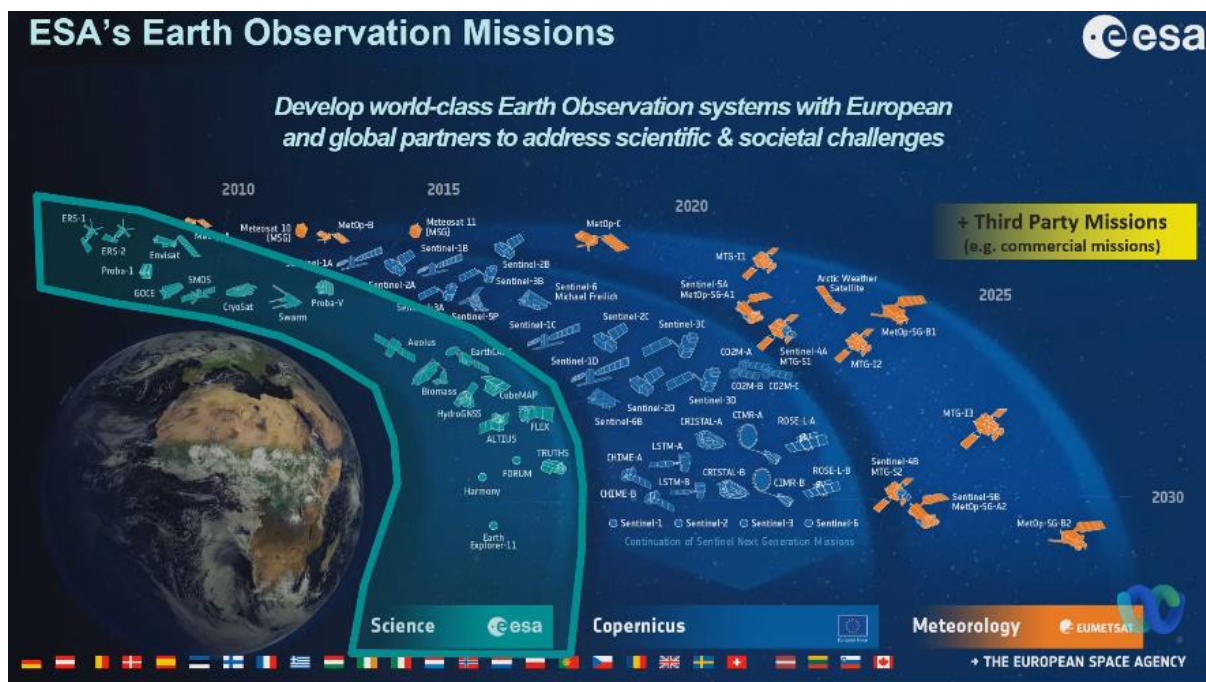 ESA's Earth Observation Missions
esa
Develop world-class Earth Observation systems with European
and global partners to address scientific & societal challenges
2010
2015
2020
2025
2030
+ Third Party Missions
(e.g. commercial missions)
ERS-1
ERS-2
Envisat
Proba-1
GOCE
SMOS
CryoSat
Swarm
Proba-V
Aeolus
Biomass
CubeMAP
HydroGNSS
ALTIUS
FLEX
TRUTHS
FORUM
Harmony
Earth
Explorer-11
Meteosat 10
(MSG)
MetOp-B
Meteosat 11
(MSG)
MetOp-C
Sentinel-1B
Sentinel-2A
Sentinel-2B
Sentinel-3B
Sentinel-5P
Sentinel-6
Michael Freilich
Sentinel-1C
Sentinel-2C
Sentinel-3C
Sentinel-1D
Sentinel-2D
Sentinel-3D
Sentinel-6B
CO2M-A
CO2M-B
CO2M-C
CRISTAL-A
CIMR-A
ROSE-L-A
CHIME-A
LSTM-A
CRISTAL-B
CIMR-B
ROSE-L-B
CHIME-B
LSTM-B
Sentinel-1
Sentinel-2
Sentinel-3
Sentinel-6
Continuation of Sentinel Next Generation Missions
MTG-I1
Sentinel-5A
MetOp-SG-A1
Arctic Weather
Satellite
MetOp-SG-B1
Sentinel-4A
MTG-S1
MTG-I2
MTG-I3
Sentinel-4B
MTG-S2
Sentinel-5B
MetOp-SG-A2
MetOp-SG-B2
Science
esa
Copernicus
Meteorology
EUMETSAT
→ THE EUROPEAN SPACE AGENCY